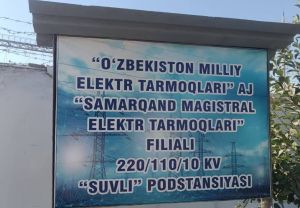 “O‘ZBEKISTON MILLIY
ELEKTR TARMOQLARI” AJ
“SAMARQAND MAGISTRAL
ELEKTR TARMOQLARI”
FILIALI
220/110/10 KV
“SUVLI” PODSTANSIYASI